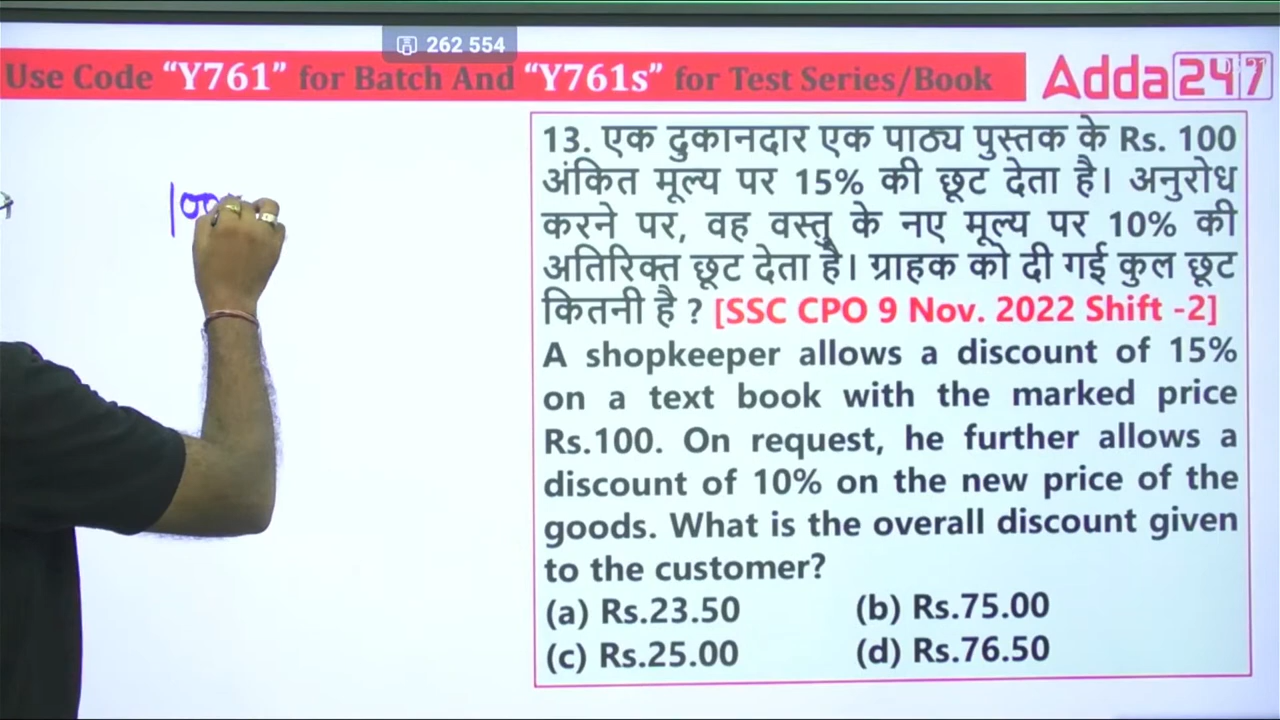 262 554
Use Code “Y761” for Batch And “Y761s” for Test Series/Book
Adda247
100
13. एक दुकानदार एक पाठ्य पुस्तक के Rs. 100
अंकित मूल्य पर 15% की छूट देता है। अनुरोध
करने पर, वह वस्तु के नए मूल्य पर 10% की
अतिरिक्त छूट देता है। ग्राहक को दी गई कुल छूट
कितनी है ? [SSC CPO 9 Nov. 2022 Shift -2]
A shopkeeper allows a discount of 15%
on a text book with the marked price
Rs.100. On request, he further allows a
discount of 10% on the new price of the
goods. What is the overall discount given
to the customer?
(a) Rs.23.50 (b) Rs.75.00
(c) Rs.25.00 (d) Rs.76.50